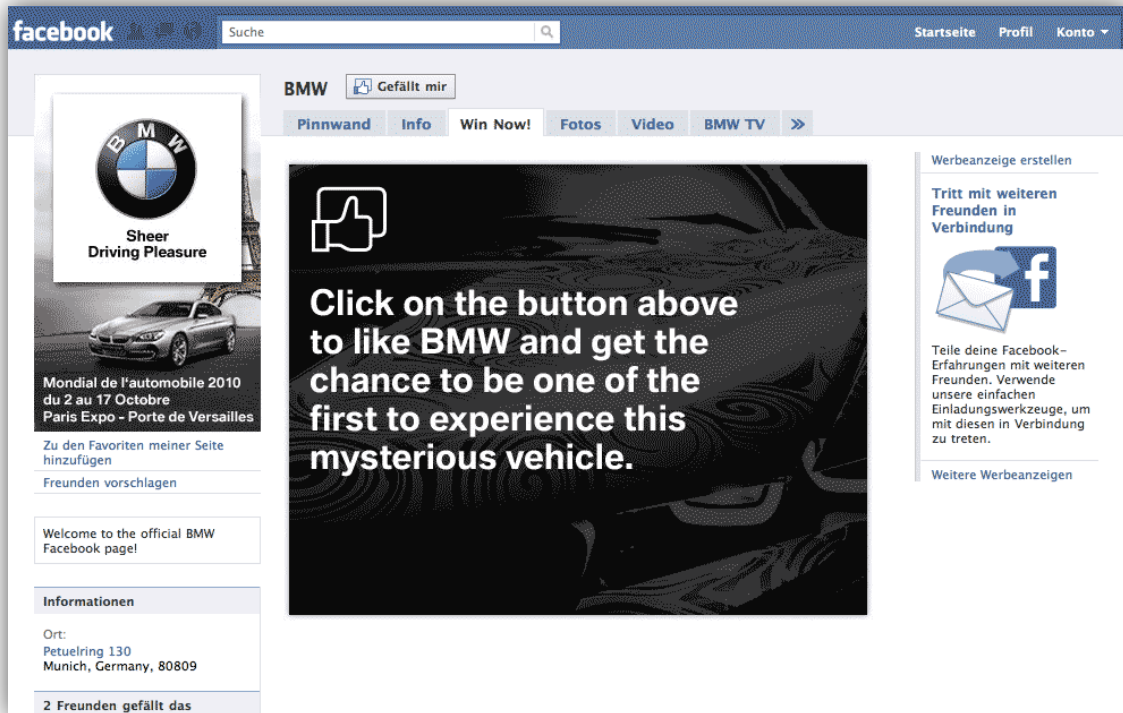 facebook
Suche
Startseite Profil Konto
BMW
Gefällt mir
Pinnwand Info Win Now! Fotos Video BMW TV »
BMW
Sheer
Driving Pleasure
Mondial de l'automobile 2010
du 2 au 17 Octobre
Paris Expo - Porte de Versailles
Zu den Favoriten meiner Seite
hinzufügen
Freunden vorschlagen
Welcome to the official BMW
Facebook page!
Informationen
Ort:
Petuelring 130
Munich, Germany, 80809
2 Freunden gefällt das
Click on the button above
to like BMW and get the
chance to be one of the
first to experience this
mysterious vehicle.
Werbeanzeige erstellen
Tritt mit weiteren
Freunden in
Verbindung
f
Teile deine Facebook-
Erfahrungen mit weiteren
Freunden. Verwende
unsere einfachen
Einladungswerkzeuge, um
mit diesen in Verbindung
zu treten.
Weitere Werbeanzeigen